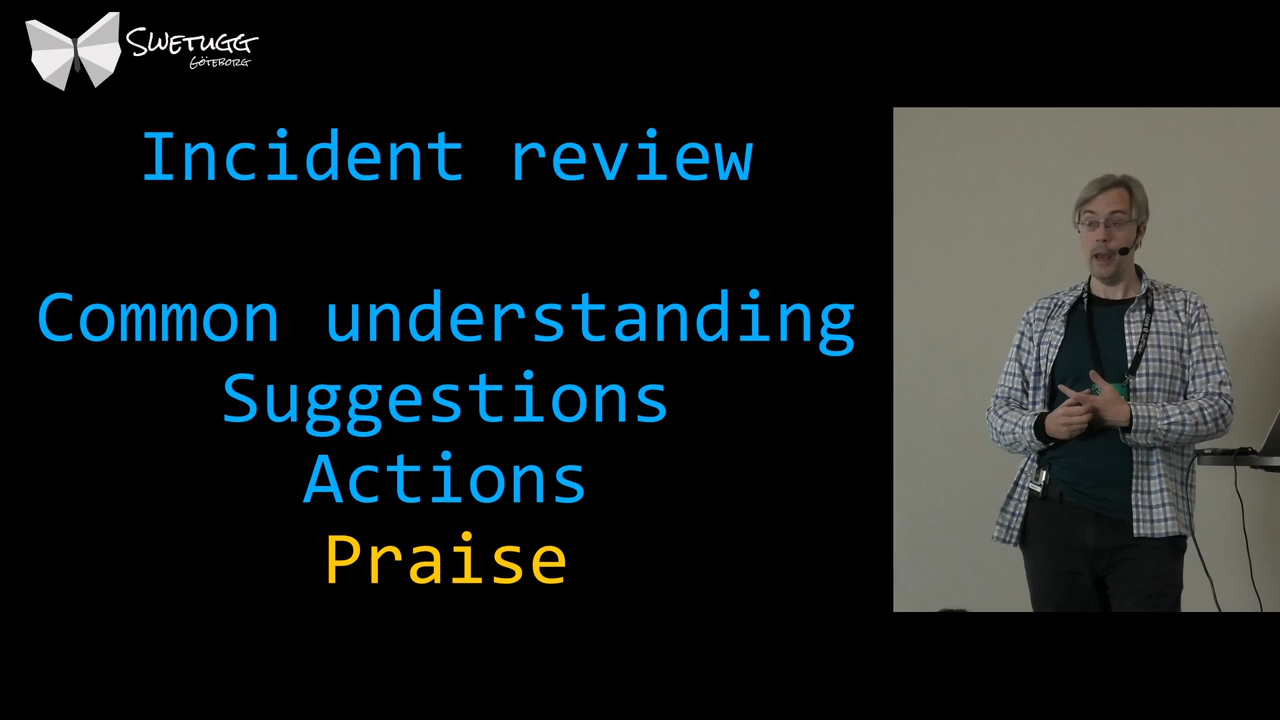 SWETUGG
GÖTEBORG
Incident review
Common understanding
Suggestions
Actions
Praise